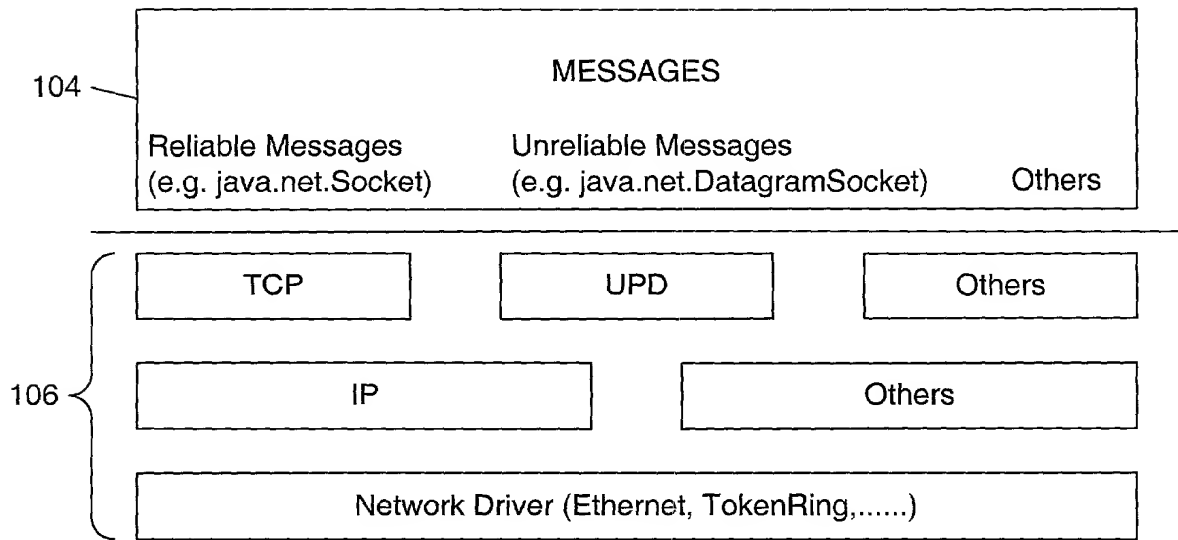 MESSAGES
104
Reliable Messages
(e.g. java.net.Socket)
Unreliable Messages
(e.g. java.net.DatagramSocket)
Others
TCP
UPD
Others
106
IP
Others
Network Driver (Ethernet, TokenRing,......)